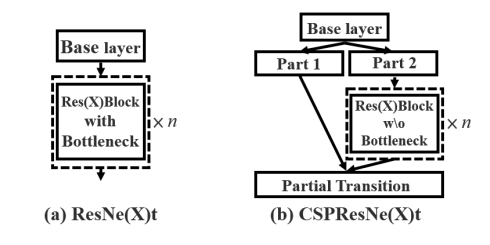 Base layer
Res(X)Block
with
Bottleneck
× n
(a) ResNe(X)t
Base layer
Part 1
Part 2
Res(X)Block
w\o
Bottleneck
× n
Partial Transition
(b) CSPResNe(X)t